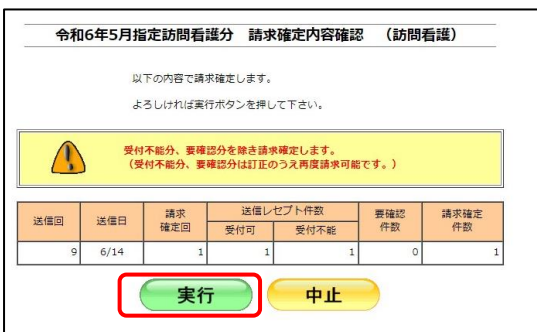 令和6年5月指定訪問看護分 請求確定内容確認 （訪問看護）
以下の内容で請求確定します。
よろしければ実行ボタンを押して下さい。
受付不能分、要確認分を除き請求確定します。
（受付不能分、要確認分は訂正のうえ再度請求可能です。）
送信回 送信日 請求確定回 送信レセプト件数 要確認件数 請求確定件数
受付可 受付不能
9 6/14 1 1 1 0 1
実行 中止